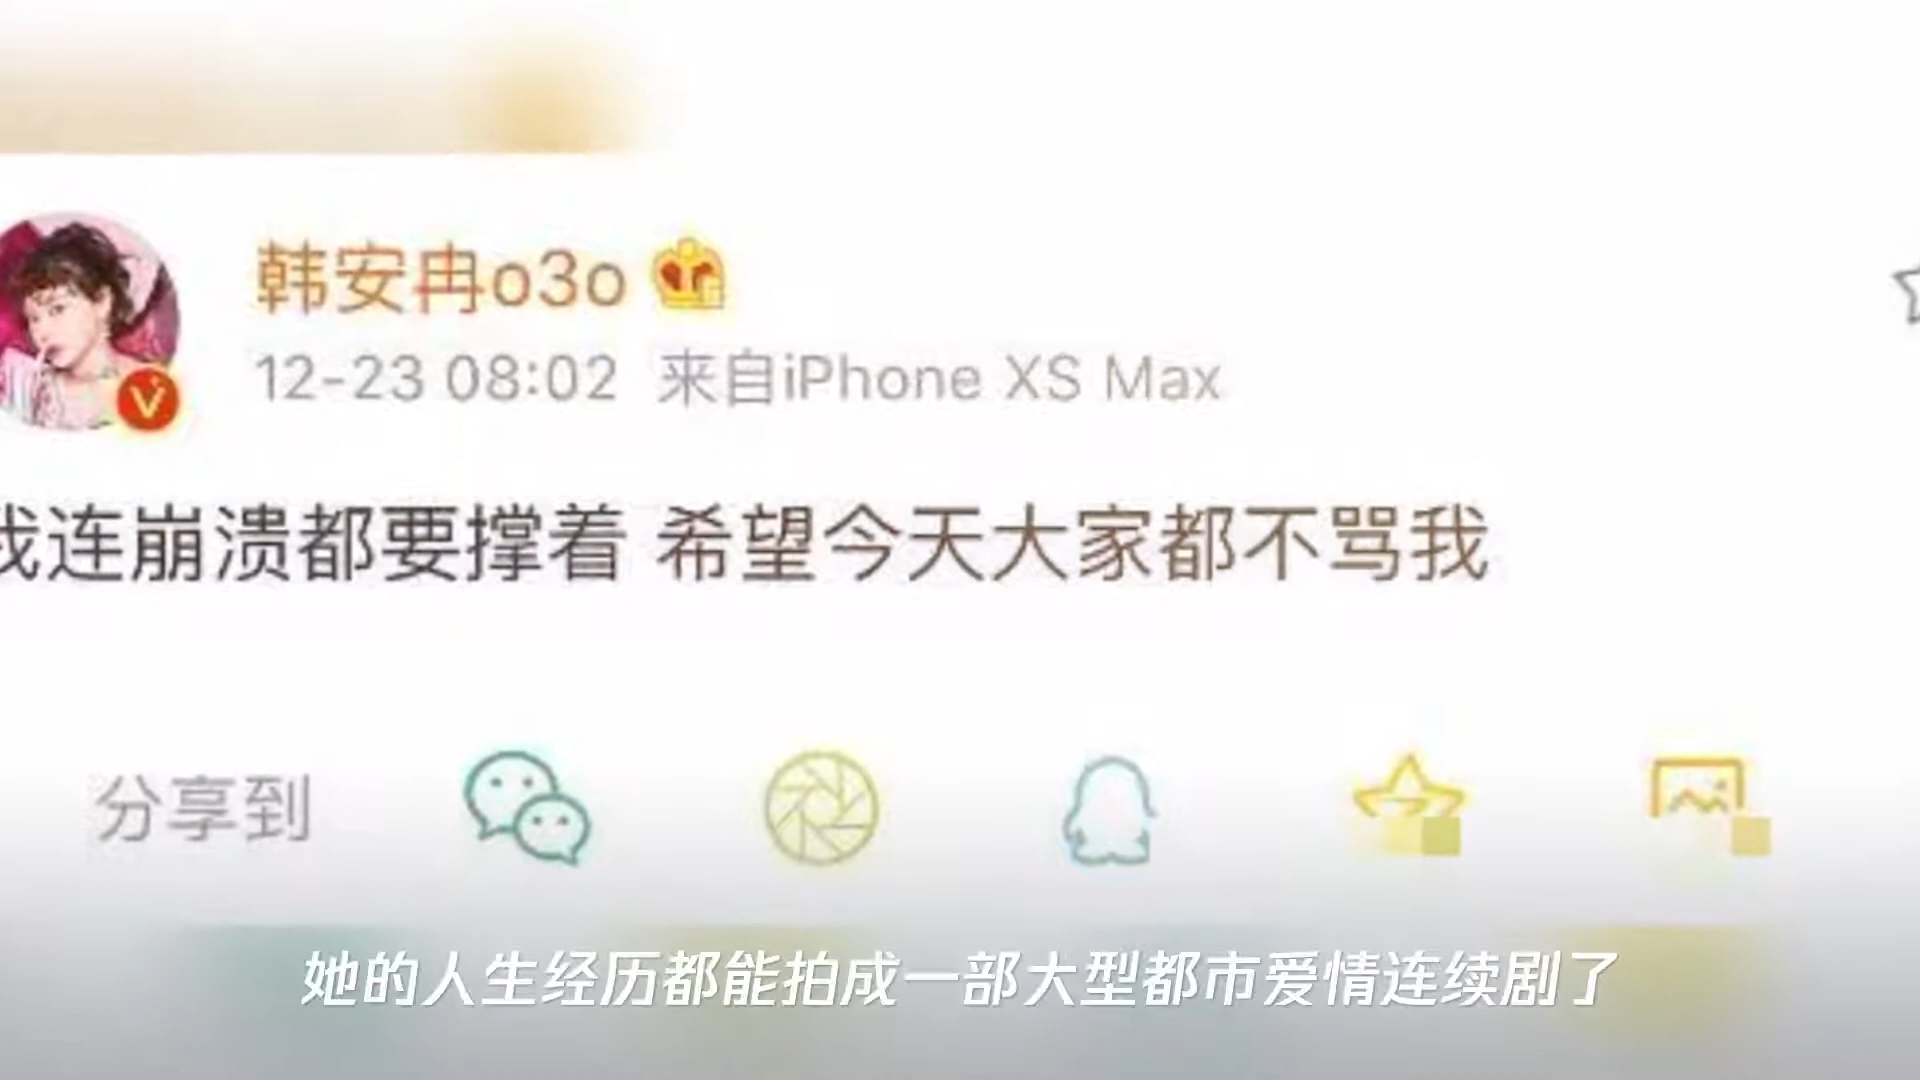 韩安冉o3o
12-23 08:02 来自iPhone XS Max
我连崩溃都要撑着 希望今天大家都不骂我
分享到
她的人生经历都能拍成一部大型都市爱情连续剧了